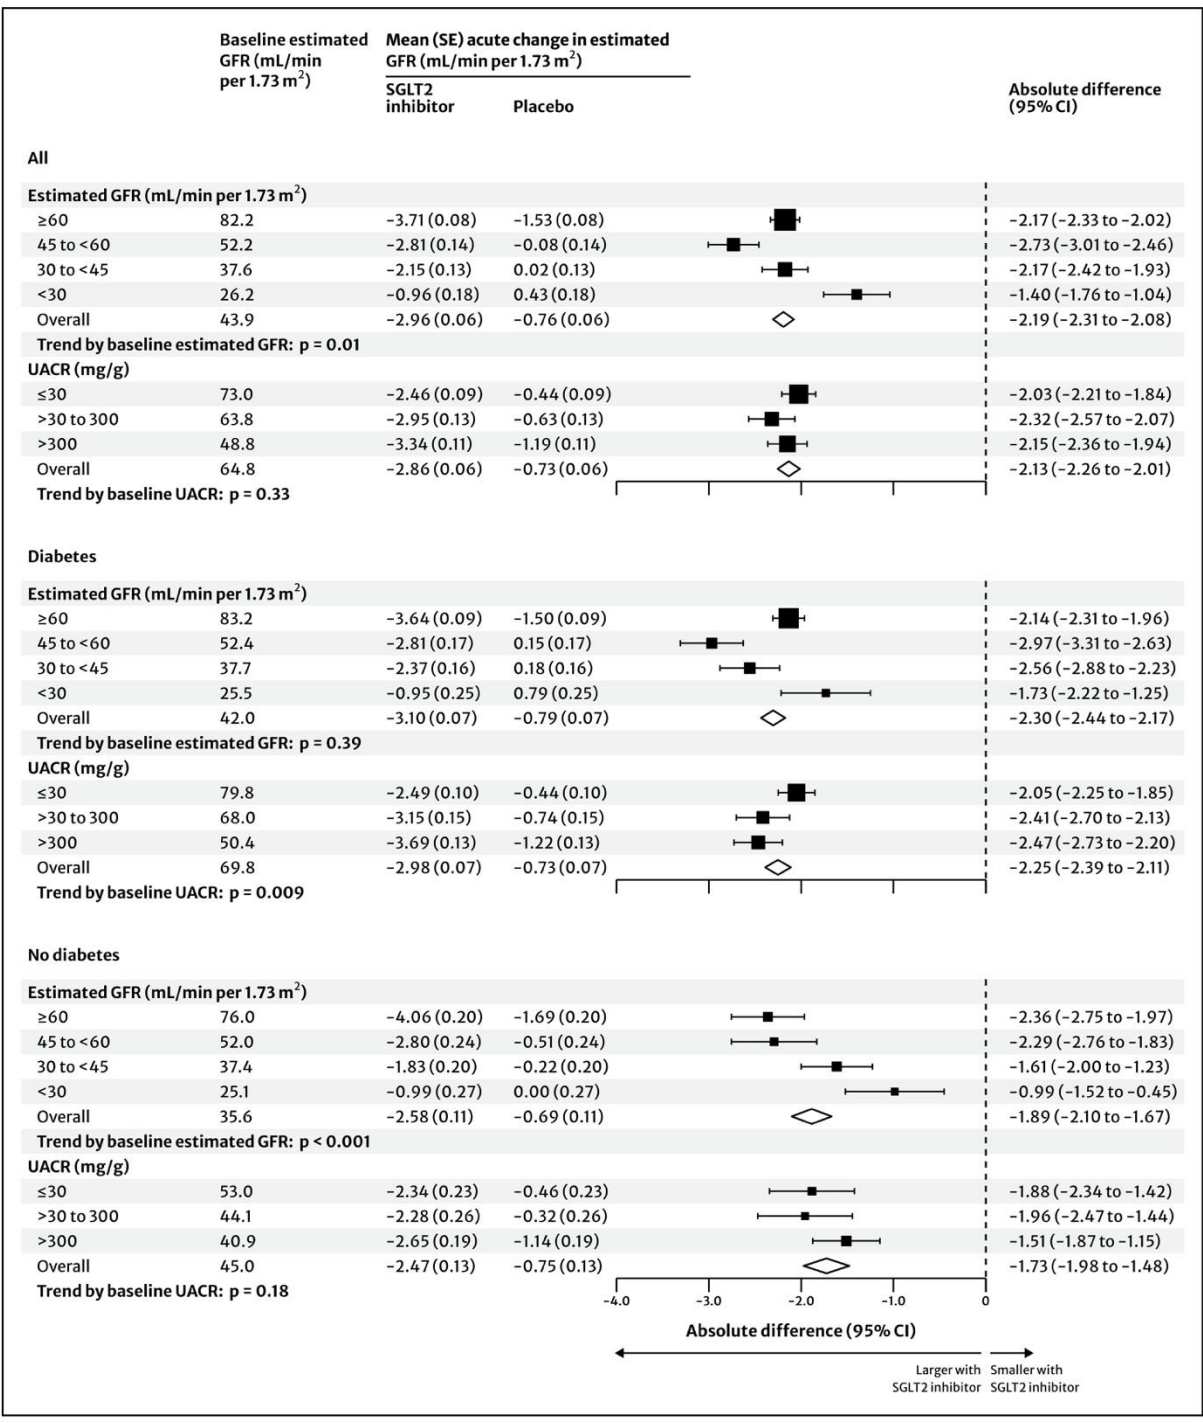 Baseline estimated GFR (mL/min per 1.73 m²)
Mean (SE) acute change in estimated GFR (mL/min per 1.73 m²)
SGLT2 inhibitor
Placebo
Absolute difference (95% CI)
All
Estimated GFR (mL/min per 1.73 m²)
≥60 82.2 −3.71 (0.08) −1.53 (0.08) −2.17 (−2.33 to −2.02)
45 to <60 52.2 −2.81 (0.14) −0.08 (0.14) −2.73 (−3.01 to −2.46)
30 to <45 37.6 −2.15 (0.13) 0.02 (0.13) −2.17 (−2.42 to −1.93)
<30 26.2 −0.96 (0.18) 0.43 (0.18) −1.40 (−1.76 to −1.04)
Overall 43.9 −2.96 (0.06) −0.76 (0.06) −2.19 (−2.31 to −2.08)
Trend by baseline estimated GFR: p = 0.01
UACR (mg/g)
≤30 73.0 −2.46 (0.09) −0.44 (0.09) −2.03 (−2.21 to −1.84)
>30 to 300 63.8 −2.95 (0.13) −0.63 (0.13) −2.32 (−2.57 to −2.07)
>300 48.8 −3.34 (0.11) −1.19 (0.11) −2.15 (−2.36 to −1.94)
Overall 64.8 −2.86 (0.06) −0.73 (0.06) −2.13 (−2.26 to −2.01)
Trend by baseline UACR: p = 0.33
Diabetes
Estimated GFR (mL/min per 1.73 m²)
≥60 83.2 −3.64 (0.09) −1.50 (0.09) −2.14 (−2.31 to −1.96)
45 to <60 52.4 −2.81 (0.17) 0.15 (0.17) −2.97 (−3.31 to −2.63)
30 to <45 37.7 −2.37 (0.16) 0.18 (0.16) −2.56 (−2.88 to −2.23)
<30 25.5 −0.95 (0.25) 0.79 (0.25) −1.73 (−2.22 to −1.25)
Overall 42.0 −3.10 (0.07) −0.79 (0.07) −2.30 (−2.44 to −2.17)
Trend by baseline estimated GFR: p = 0.39
UACR (mg/g)
≤30 79.8 −2.49 (0.10) −0.44 (0.10) −2.05 (−2.25 to −1.85)
>30 to 300 68.0 −3.15 (0.15) −0.74 (0.15) −2.41 (−2.70 to −2.13)
>300 50.4 −3.69 (0.13) −1.22 (0.13) −2.47 (−2.73 to −2.20)
Overall 69.8 −2.98 (0.07) −0.73 (0.07) −2.25 (−2.39 to −2.11)
Trend by baseline UACR: p = 0.009
No diabetes
Estimated GFR (mL/min per 1.73 m²)
≥60 76.0 −4.06 (0.20) −1.69 (0.20) −2.36 (−2.75 to −1.97)
45 to <60 52.0 −2.80 (0.24) −0.51 (0.24) −2.29 (−2.76 to −1.83)
30 to <45 37.4 −1.83 (0.20) −0.22 (0.20) −1.61 (−2.00 to −1.23)
<30 25.1 −0.99 (0.27) 0.00 (0.27) −0.99 (−1.52 to −0.45)
Overall 35.6 −2.58 (0.11) −0.69 (0.11) −1.89 (−2.10 to −1.67)
Trend by baseline estimated GFR: p < 0.001
UACR (mg/g)
≤30 53.0 −2.34 (0.23) −0.46 (0.23) −1.88 (−2.34 to −1.42)
>30 to 300 44.1 −2.28 (0.26) −0.32 (0.26) −1.96 (−2.47 to −1.44)
>300 40.9 −2.65 (0.19) −1.14 (0.19) −1.51 (−1.87 to −1.15)
Overall 45.0 −2.47 (0.13) −0.75 (0.13) −1.73 (−1.98 to −1.48)
Trend by baseline UACR: p = 0.18
−4.0 −3.0 −2.0 −1.0 0
Absolute difference (95% CI)
Larger with SGLT2 inhibitor
Smaller with SGLT2 inhibitor